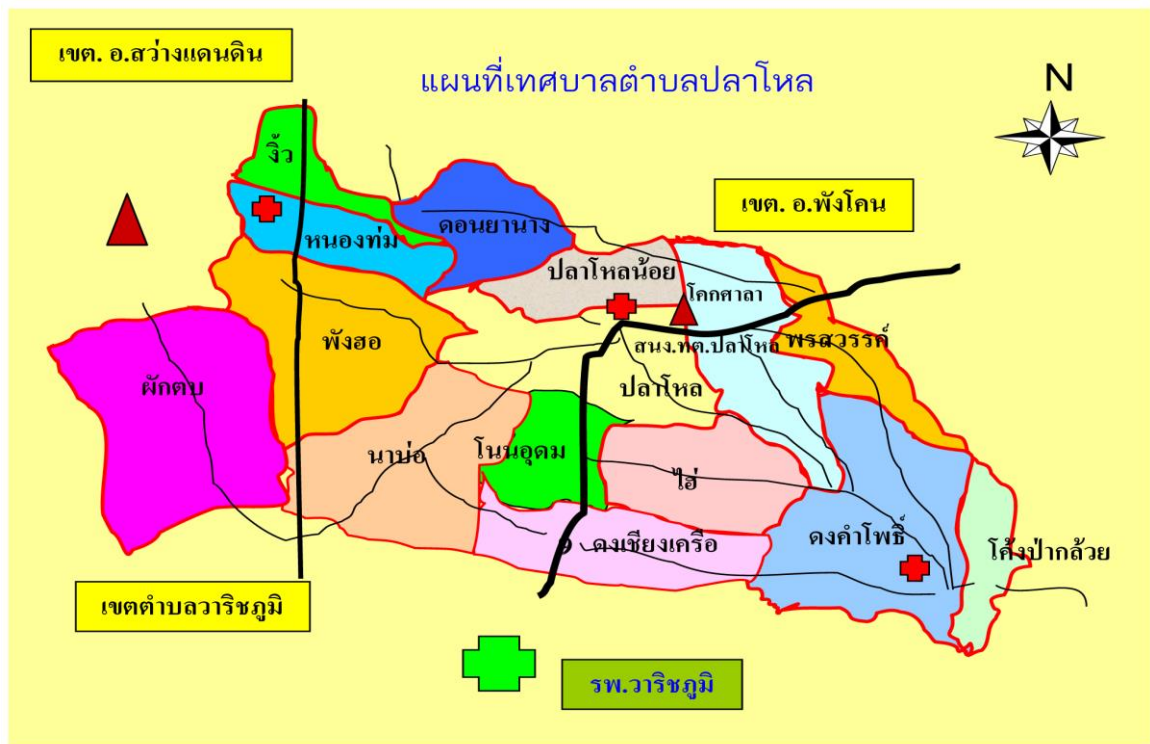 เขต. อ.สว่างแดนดิน
แผนที่เทศบาลตำบลปลาโหล
N
งิ้ว
เขต. อ.พังโคน
ดอนยานาง
หนองท่ม
ปลาโหลน้อย
โคกศาลา
พังฮอ
พรสวรรค์
สนง.ทต.ปลาโหล
ผักตบ
ปลาโหล
นาบ่อ
โนนอุดม
ไฮ่
ดงเชียงเครือ
ดงคำโพธิ์
โค้งป่ากล้วย
เขตตำบลวาริชภูมิ
รพ.วาริชภูมิ